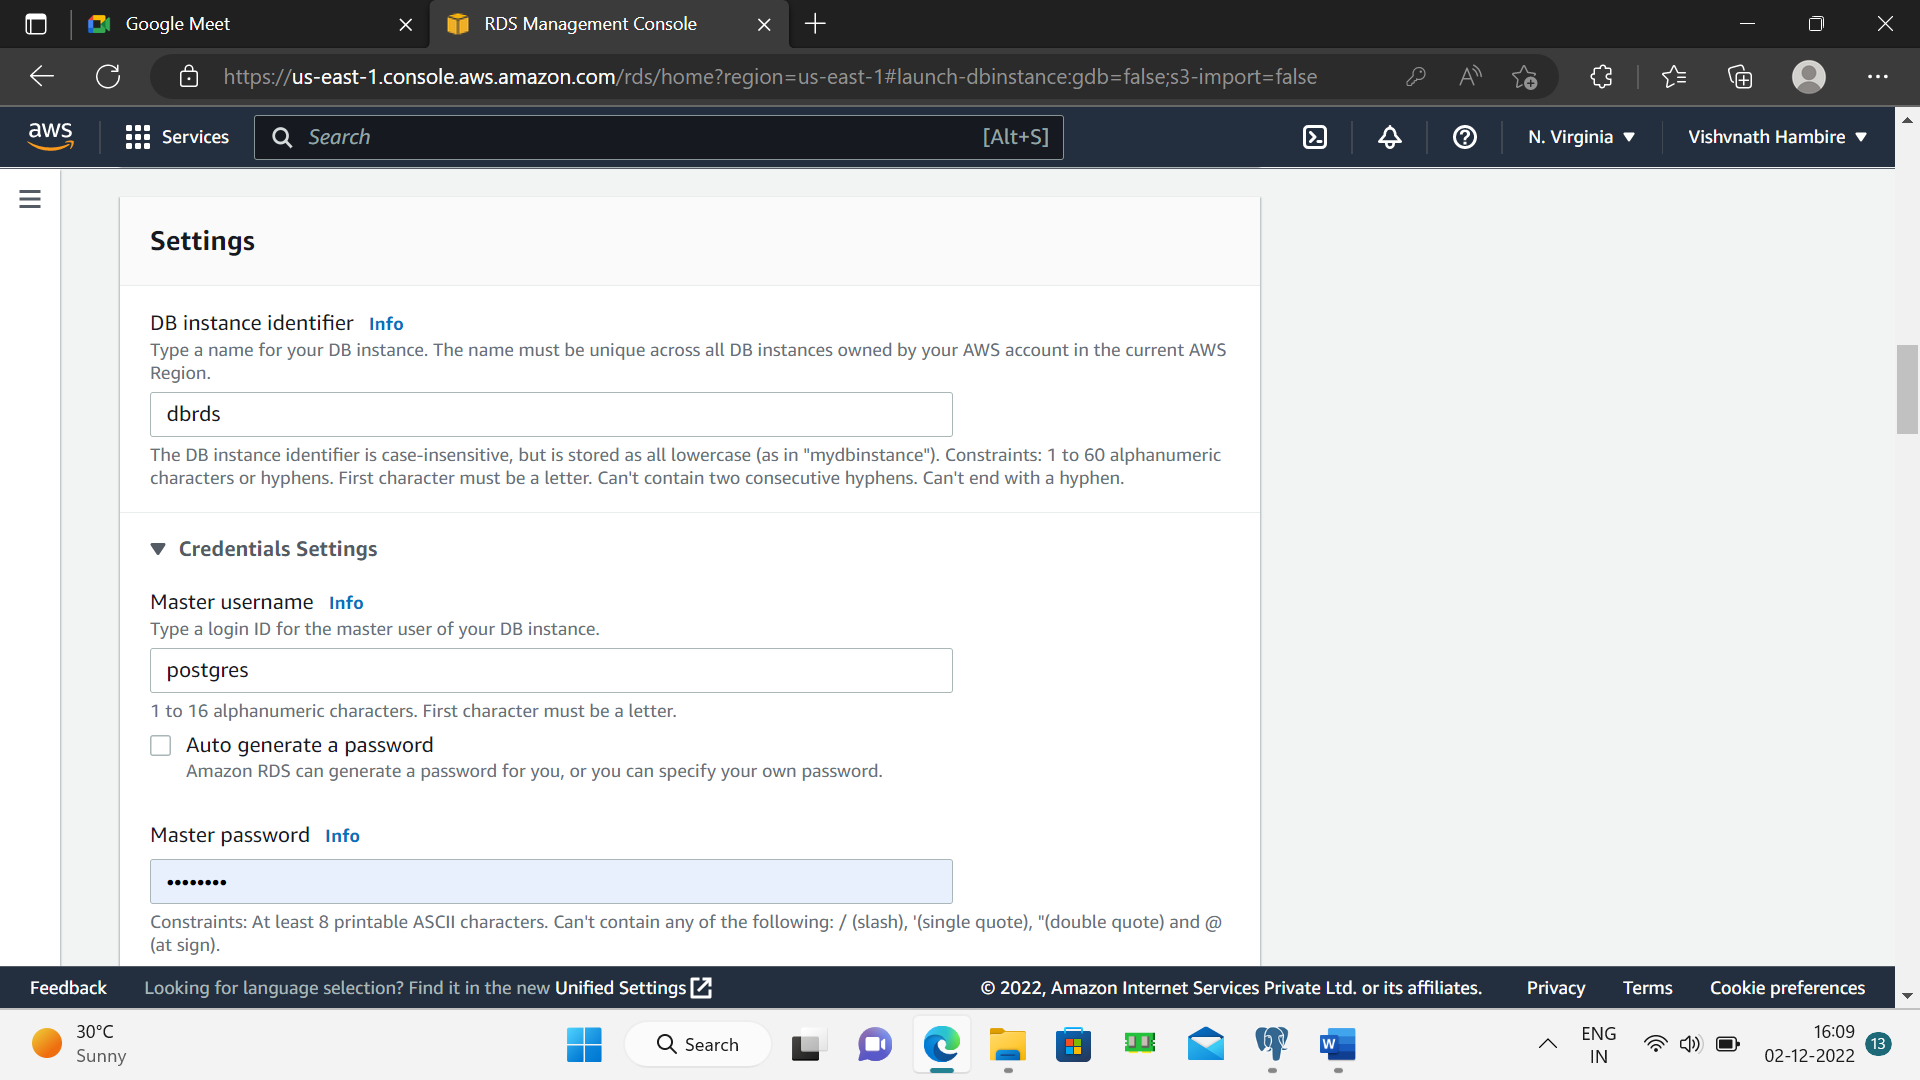 Google Meet
RDS Management Console
https://us-east-1.console.aws.amazon.com/rds/home?region=us-east-1#launch-dbinstance:gdb=false;s3-import=false
aws
Services
Search
[Alt+S]
N. Virginia
Vishvnath Hambire
Settings
DB instance identifier Info
Type a name for your DB instance. The name must be unique across all DB instances owned by your AWS account in the current AWS
Region.
dbrds
The DB instance identifier is case-insensitive, but is stored as all lowercase (as in "mydbinstance"). Constraints: 1 to 60 alphanumeric
characters or hyphens. First character must be a letter. Can't contain two consecutive hyphens. Can't end with a hyphen.
Credentials Settings
Master username Info
Type a login ID for the master user of your DB instance.
postgres
1 to 16 alphanumeric characters. First character must be a letter.
Auto generate a password
Amazon RDS can generate a password for you, or you can specify your own password.
Master password Info
••••••••
Constraints: At least 8 printable ASCII characters. Can't contain any of the following: / (slash), '(single quote), "(double quote) and @
(at sign).
Feedback
Looking for language selection? Find it in the new Unified Settings
© 2022, Amazon Internet Services Private Ltd. or its affiliates.
Privacy
Terms
Cookie preferences
30°C
Sunny
Search
W
ENG
IN
16:09
02-12-2022
13